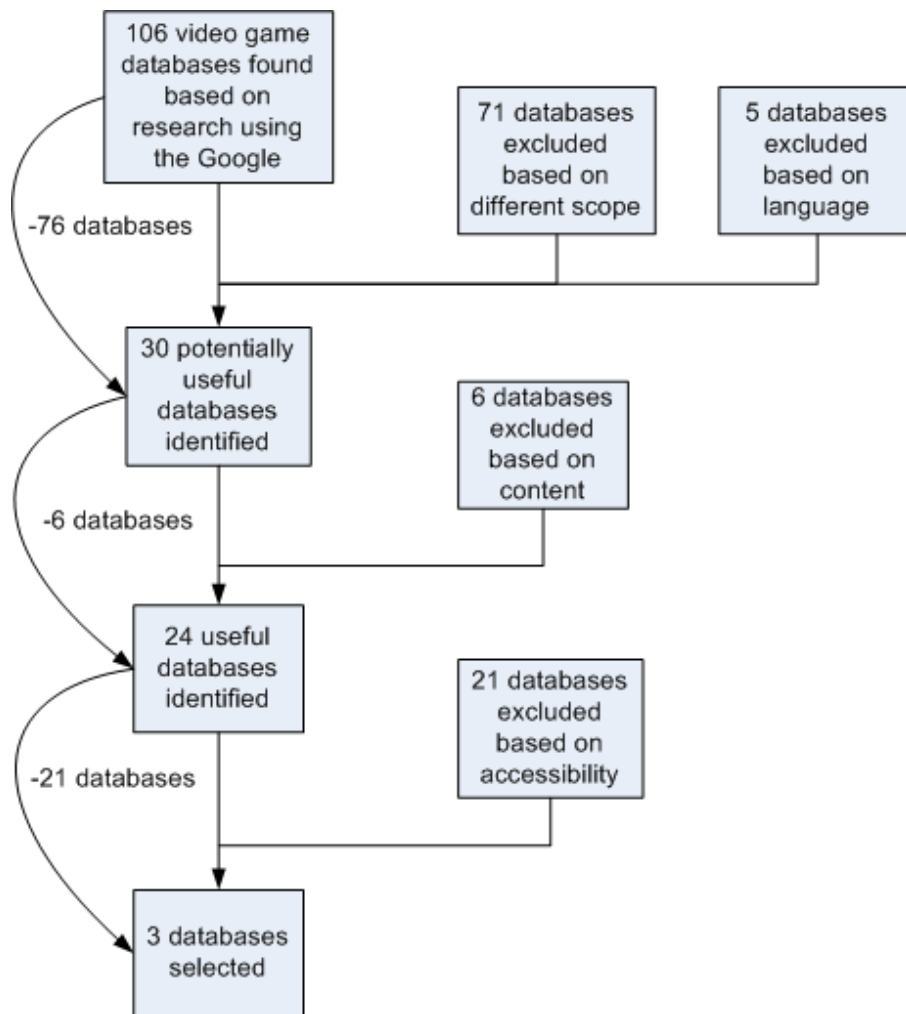 106 video game
databases found
based on
research using
the Google
71 databases
excluded
based on
different scope
5 databases
excluded
based on
language
-76 databases
30 potentially
useful
databases
identified
6 databases
excluded
based on
content
-6 databases
24 useful
databases
identified
21 databases
excluded
based on
accessibility
-21 databases
3 databases
selected